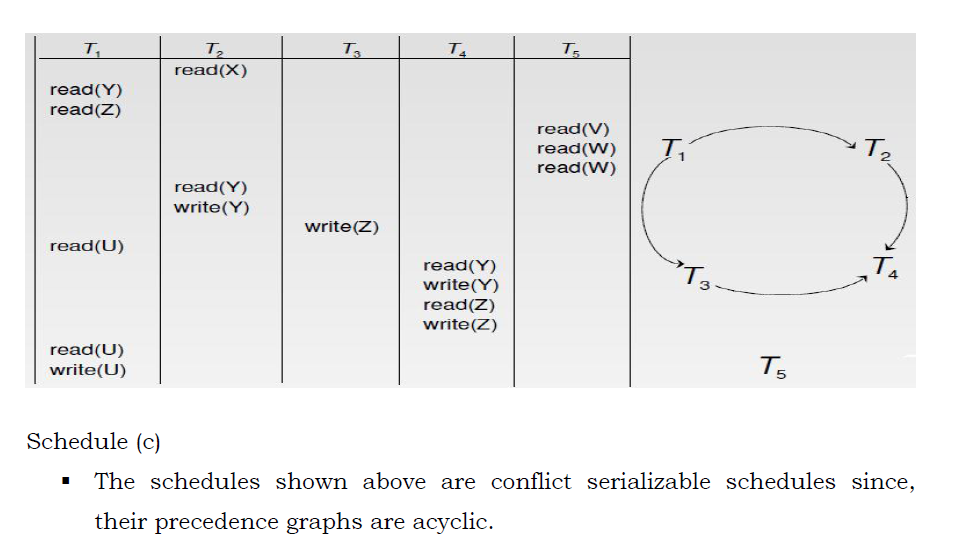 T1 T2 T3 T4 T5
read(X)
read(Y)
read(Z)
read(V)
read(W)
read(W)
read(Y)
write(Y)
write(Z)
read(U)
read(Y)
write(Y)
read(Z)
write(Z)
read(U)
write(U)
T1 T2
T3 T4
T5
Schedule (c)
▪ The schedules shown above are conflict serializable schedules since,
their precedence graphs are acyclic.